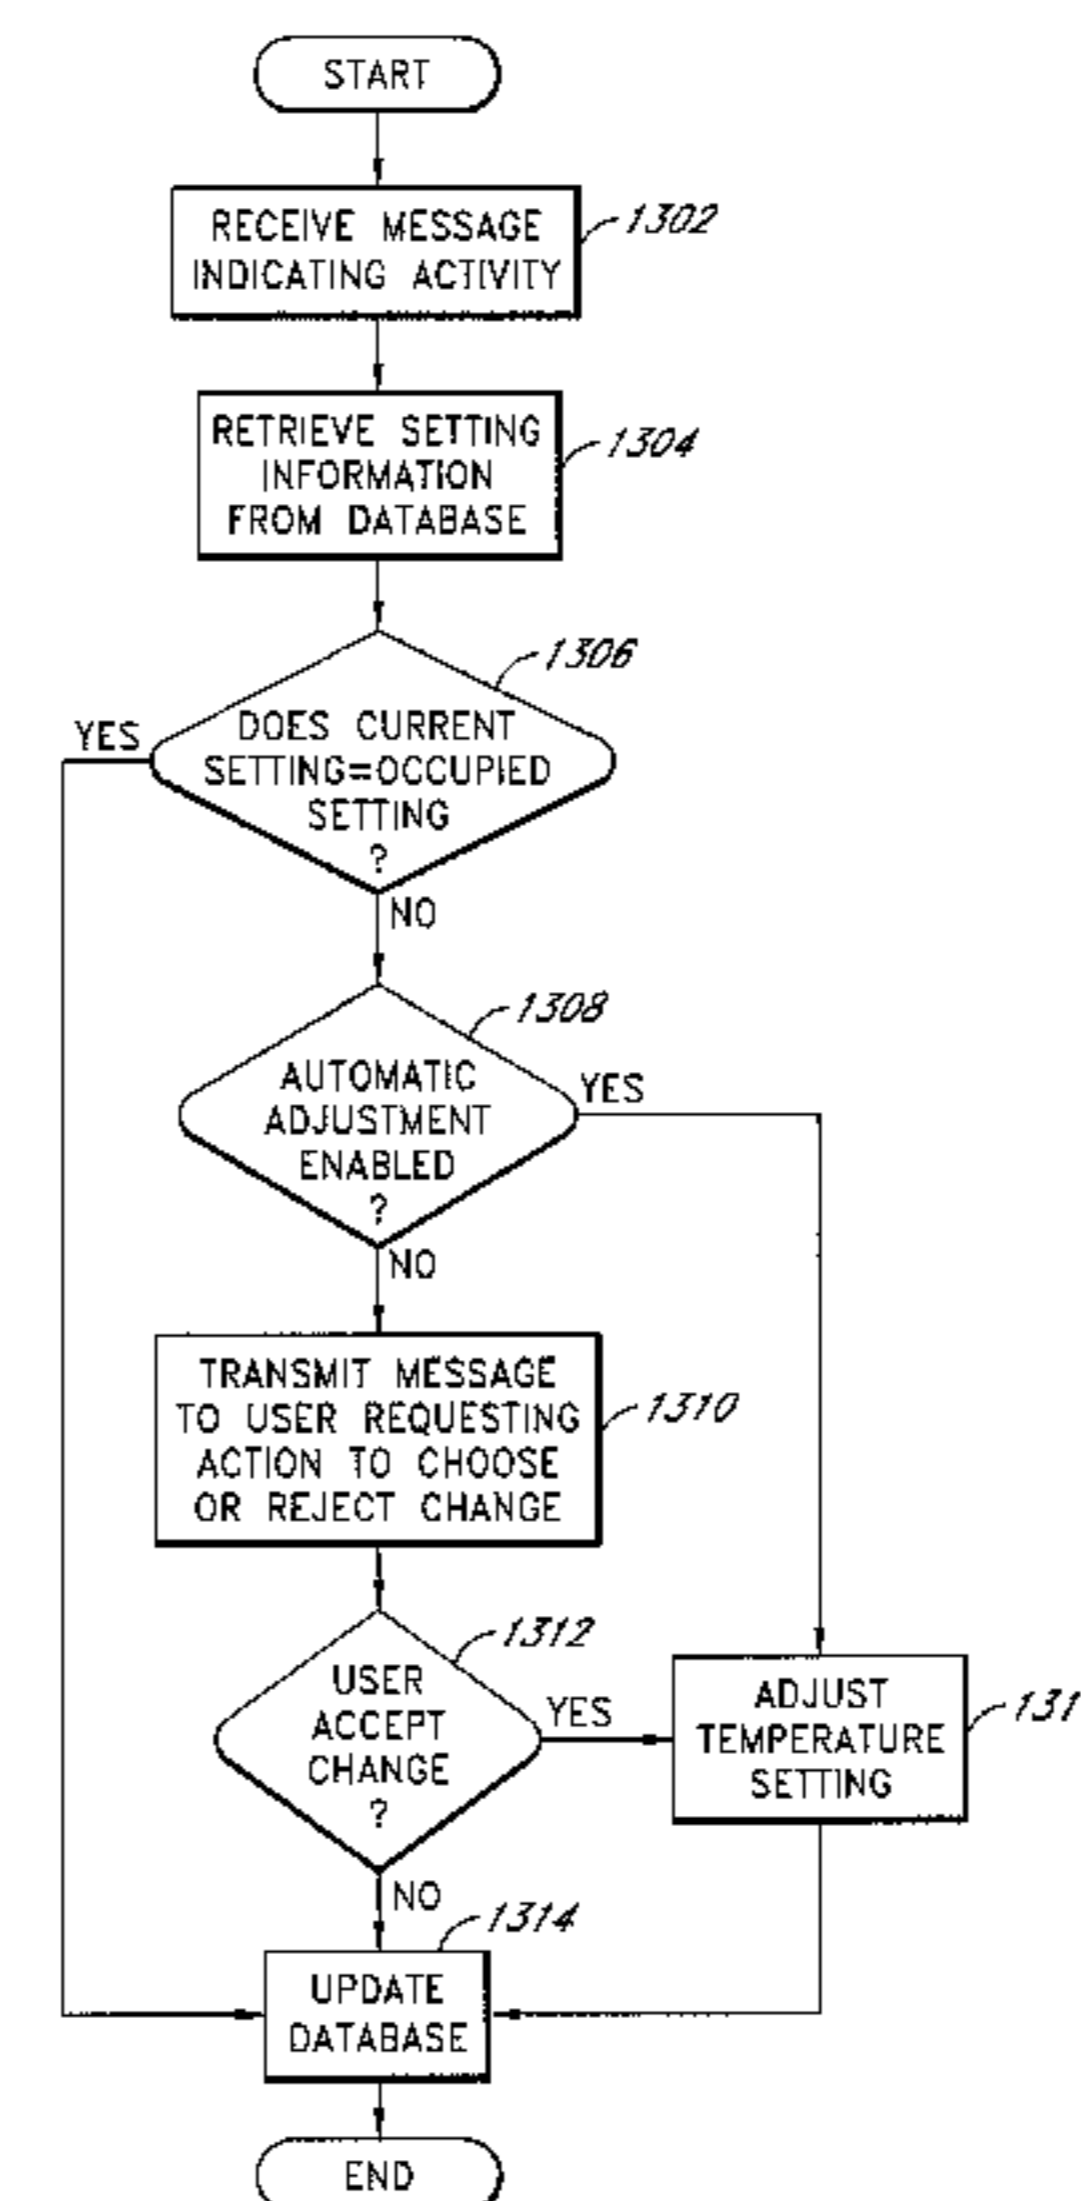 START
RECEIVE MESSAGE
INDICATING ACTIVITY
1302
RETRIEVE SETTING
INFORMATION
FROM DATABASE
1304
1306
DOES CURRENT
SETTING=OCCUPIED
SETTING
?
YES
NO
1308
AUTOMATIC
ADJUSTMENT
ENABLED
?
YES
NO
TRANSMIT MESSAGE
TO USER REQUESTING
ACTION TO CHOOSE
OR REJECT CHANGE
1310
1312
USER
ACCEPT
CHANGE
?
YES
NO
ADJUST
TEMPERATURE
SETTING
131
1314
UPDATE
DATABASE
END